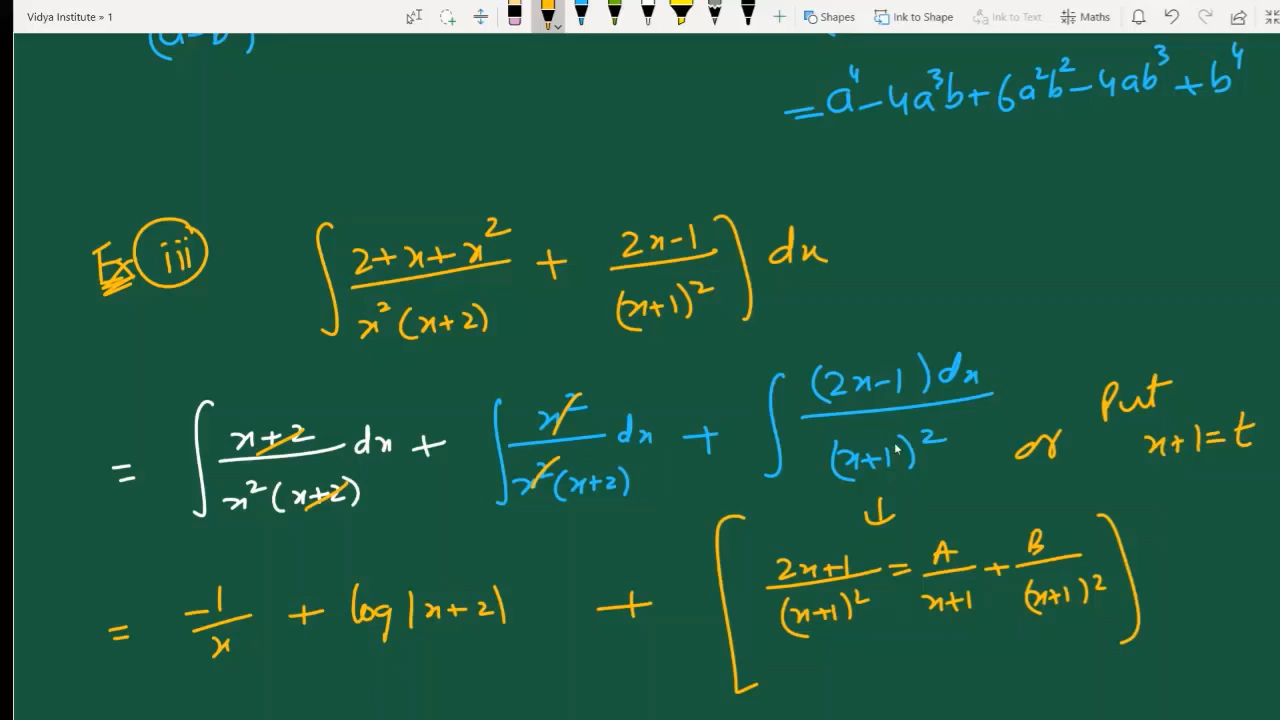 Vidya Institute » 1
Shapes Ink to Shape Ink to Text Maths
(a-b)
= a⁴ - 4a³b + 6a²b² - 4ab³ + b⁴
Ex iii ∫ [2+x+x² / x²(x+2) + 2x-1 / (x+1)²] dx
= ∫ x+2 / x²(x+2) dx + ∫ x² / x²(x+2) dx + ∫ (2x-1)dx / (x+1)² or Put x+1=t
↓
= -1/x + log|x+2| + [2x+1 / (x+1)² = A / x+1 + B / (x+1)²]